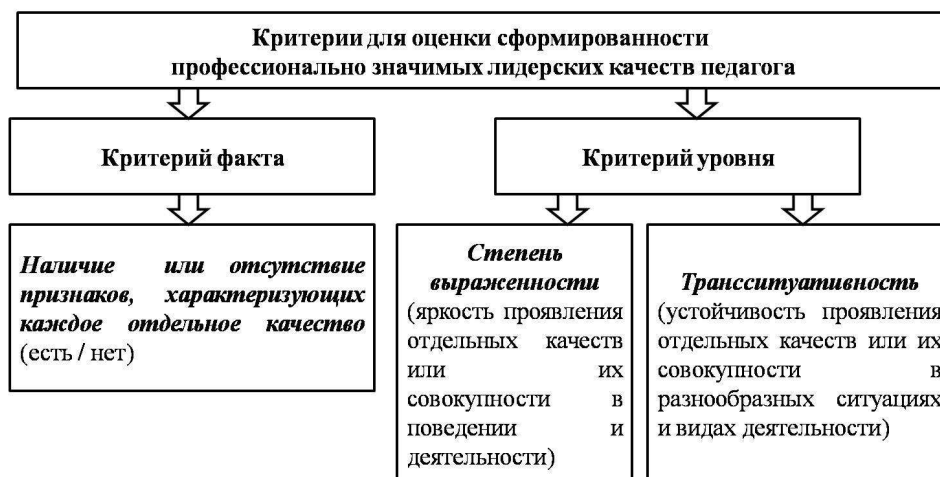 Критерии для оценки сформированности
профессионально значимых лидерских качеств педагога
Критерий факта
Критерий уровня
Наличие или отсутствие
признаков, характеризующих
каждое отдельное качество
(есть / нет)
Степень
выраженности
(яркость проявления
отдельных качеств
или их
совокупности в
поведении и
деятельности)
Трансситуативность
(устойчивость проявления
отдельных качеств или их
совокупности в
разнообразных ситуациях
и видах деятельности)